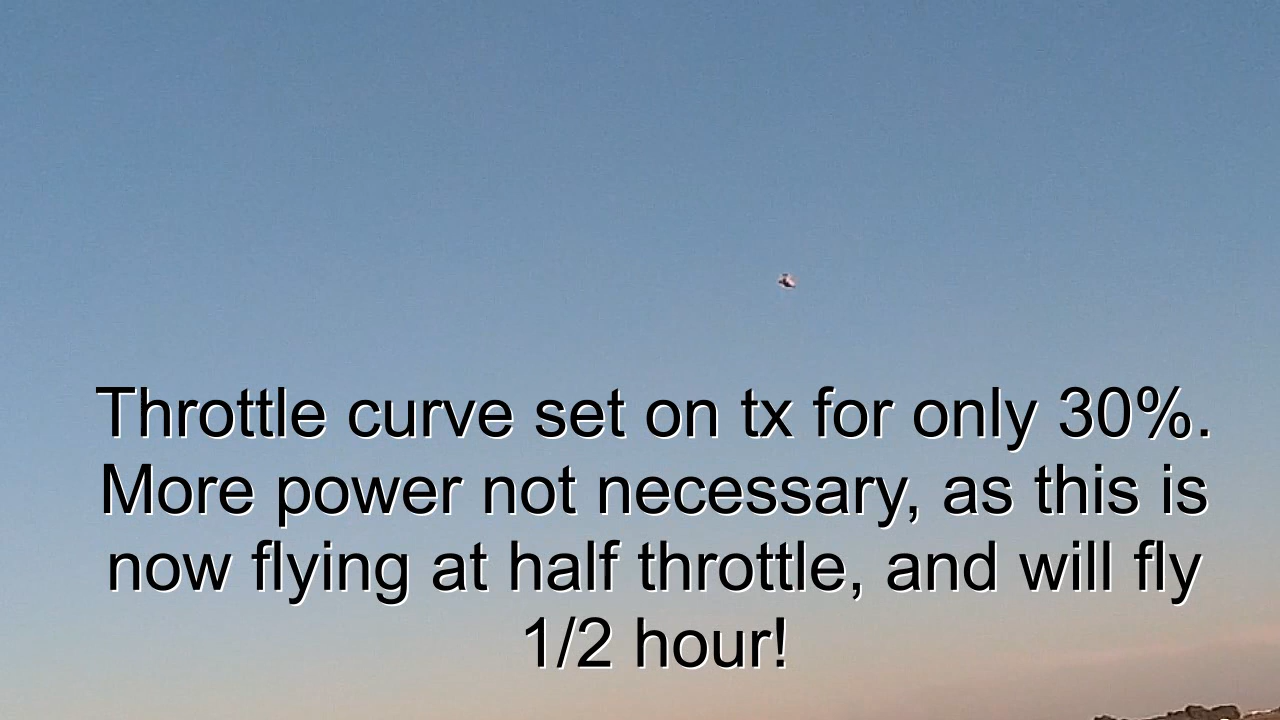 Throttle curve set on tx for only 30%.
More power not necessary, as this is
now flying at half throttle, and will fly
1/2 hour!